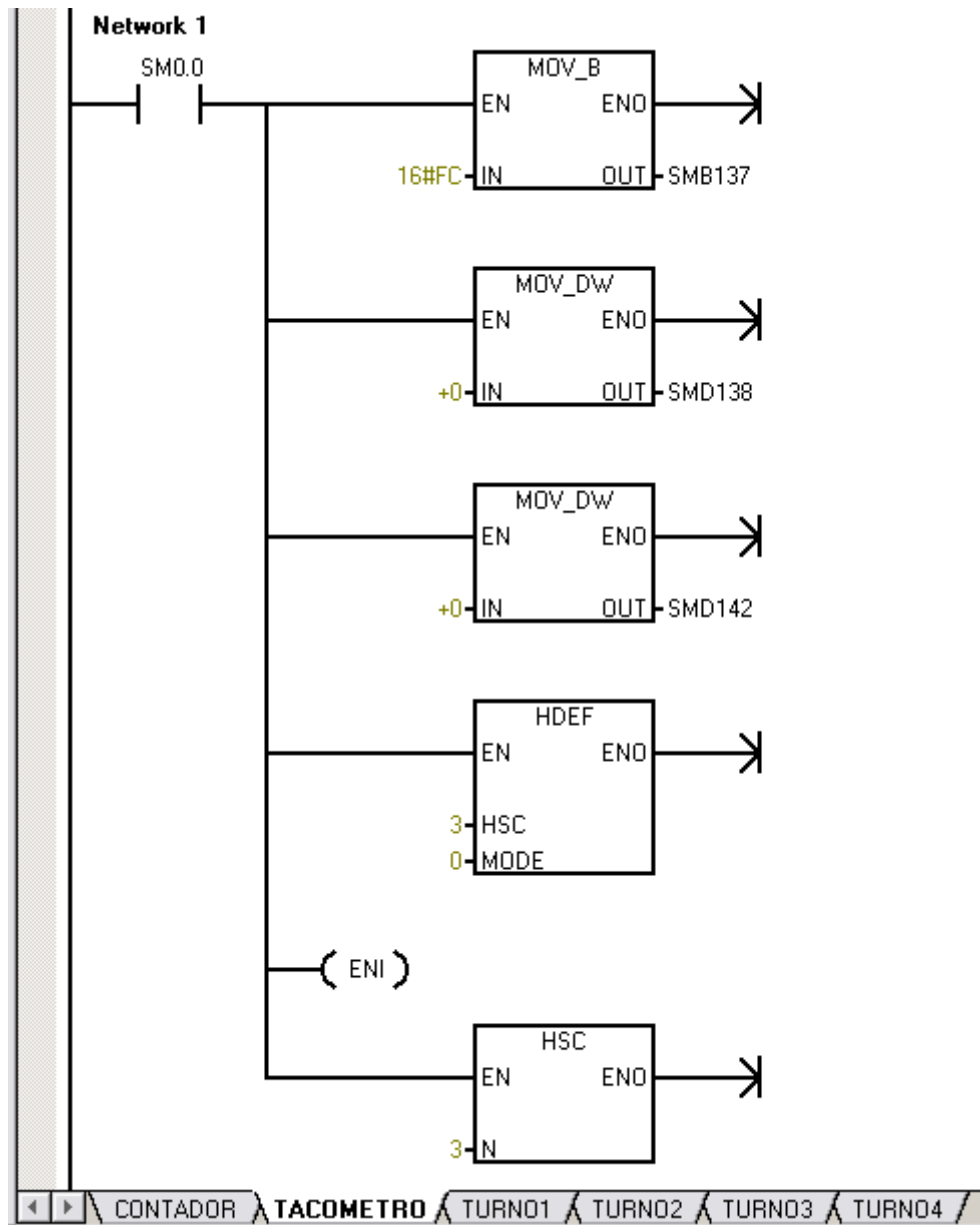 Network 1
SM0.0
MOV_B
EN ENO
16#FC IN OUT SMB137
MOV_DW
EN ENO
+0 IN OUT SMD138
MOV_DW
EN ENO
+0 IN OUT SMD142
HDEF
EN ENO
3 HSC
0 MODE
ENI
HSC
EN ENO
3 N
CONTADOR TACOMETRO TURNO1 TURNO2 TURNO3 TURNO4